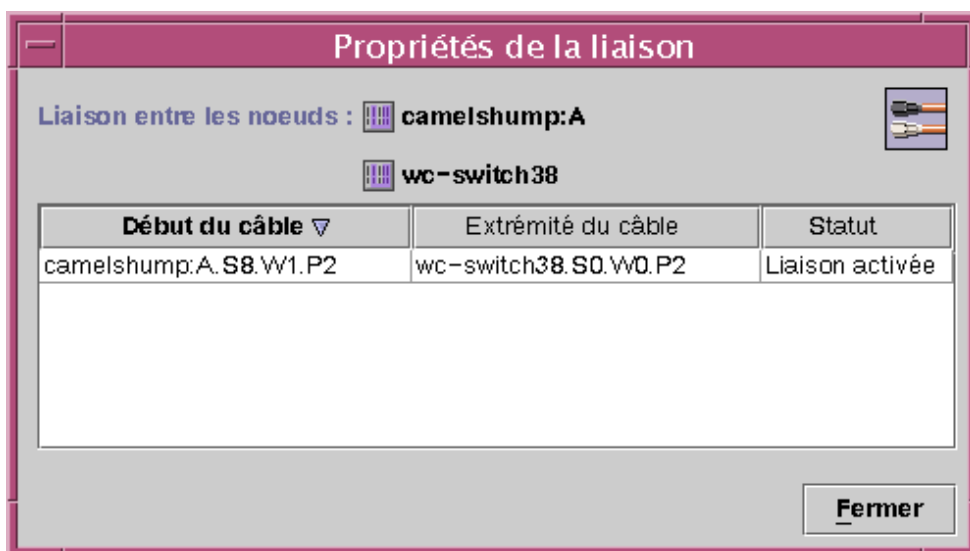 Propriétés de la liaison
Liaison entre les noeuds : camelshump:A
wc-switch38
Début du câble Extrémité du câble Statut
camelshump:A.S8.W1.P2 wc-switch38.S0.W0.P2 Liaison activée
Fermer